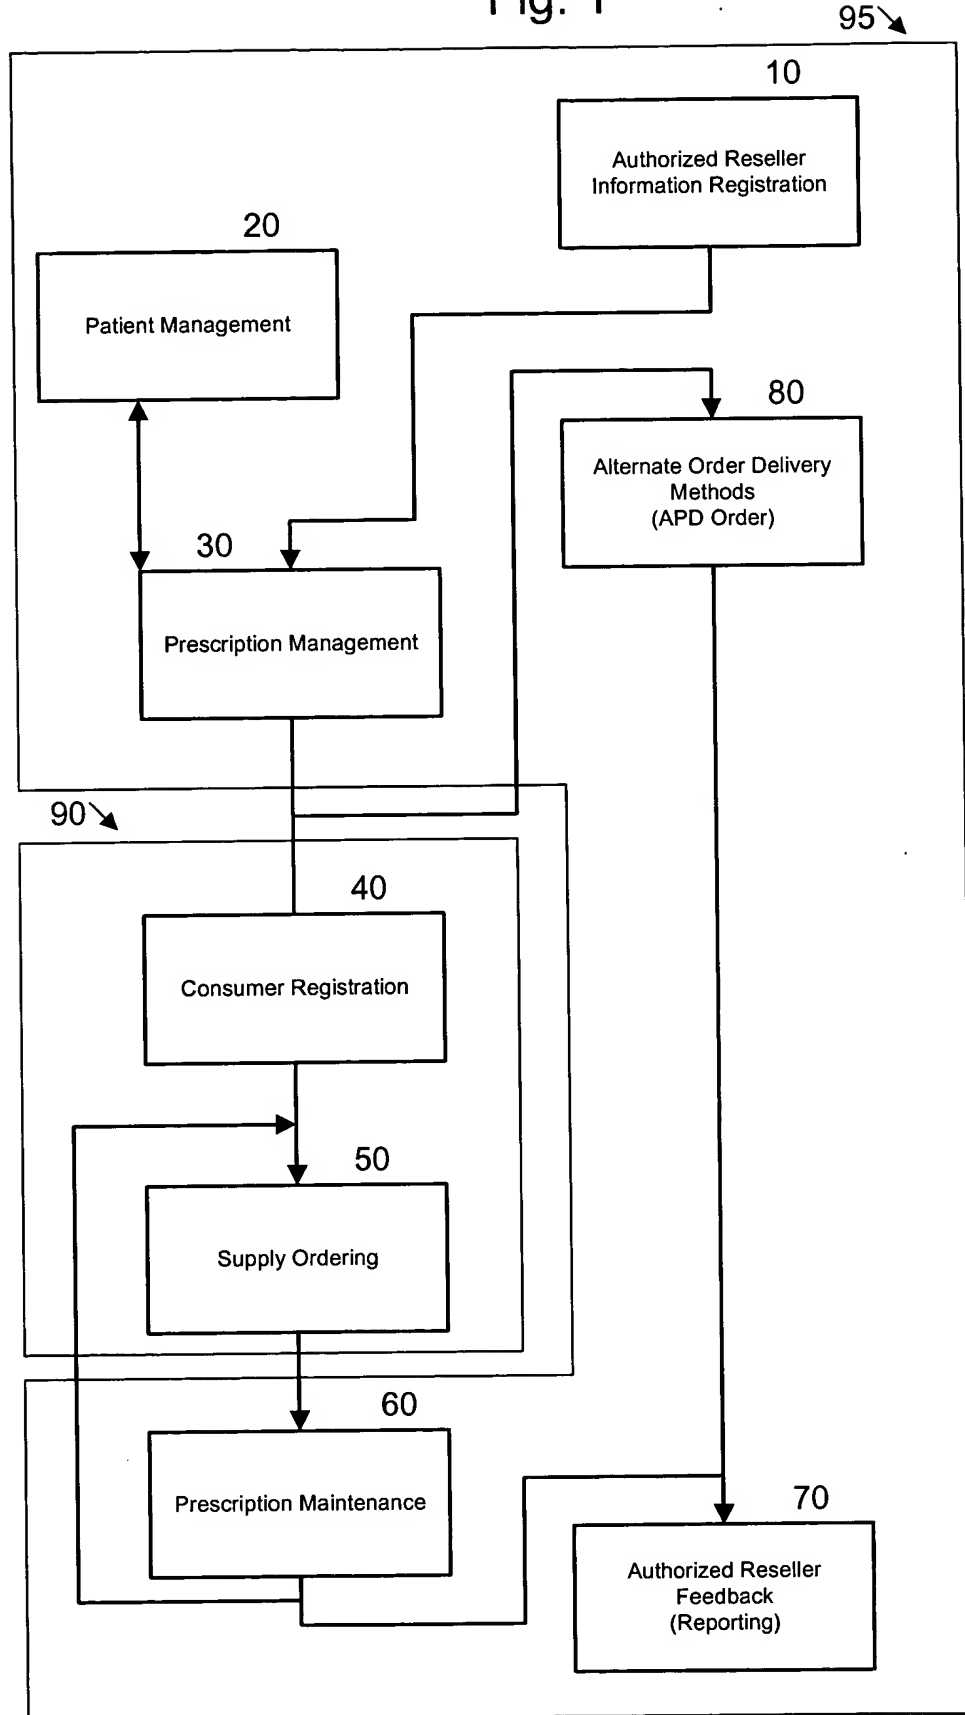 Fig. 1
95
10
Authorized Reseller
Information Registration
20
Patient Management
80
Alternate Order Delivery
Methods
(APD Order)
30
Prescription Management
90
40
Consumer Registration
50
Supply Ordering
60
Prescription Maintenance
70
Authorized Reseller
Feedback
(Reporting)